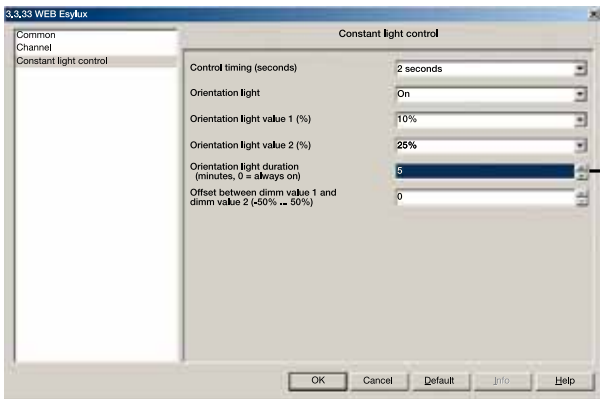 3.3.33 WEB Esylux
Common
Channel
Constant light control
Constant light control
Control timing (seconds)
2 seconds
Orientation light
On
Orientation light value 1 (%)
10%
Orientation light value 2 (%)
25%
Orientation light duration
(minutes, 0 = always on)
5
Offset between dimm value 1 and
dimm value 2 (-50% ... 50%)
0
OK
Cancel
Default
Info
Help